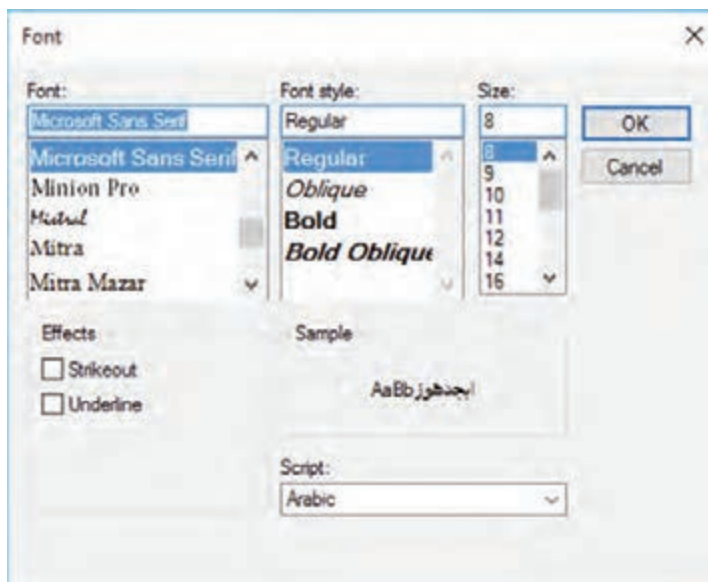 Font
Font:
Microsoft Sans Serif
Microsoft Sans Serif
Minion Pro
Mistral
Mitra
Mitra Mazar
Font style:
Regular
Regular
Oblique
Bold
Bold Oblique
Size:
8
8
9
10
11
12
14
16
OK
Cancel
Effects
Strikeout
Underline
Sample
AaBbابجدهوز
Script:
Arabic